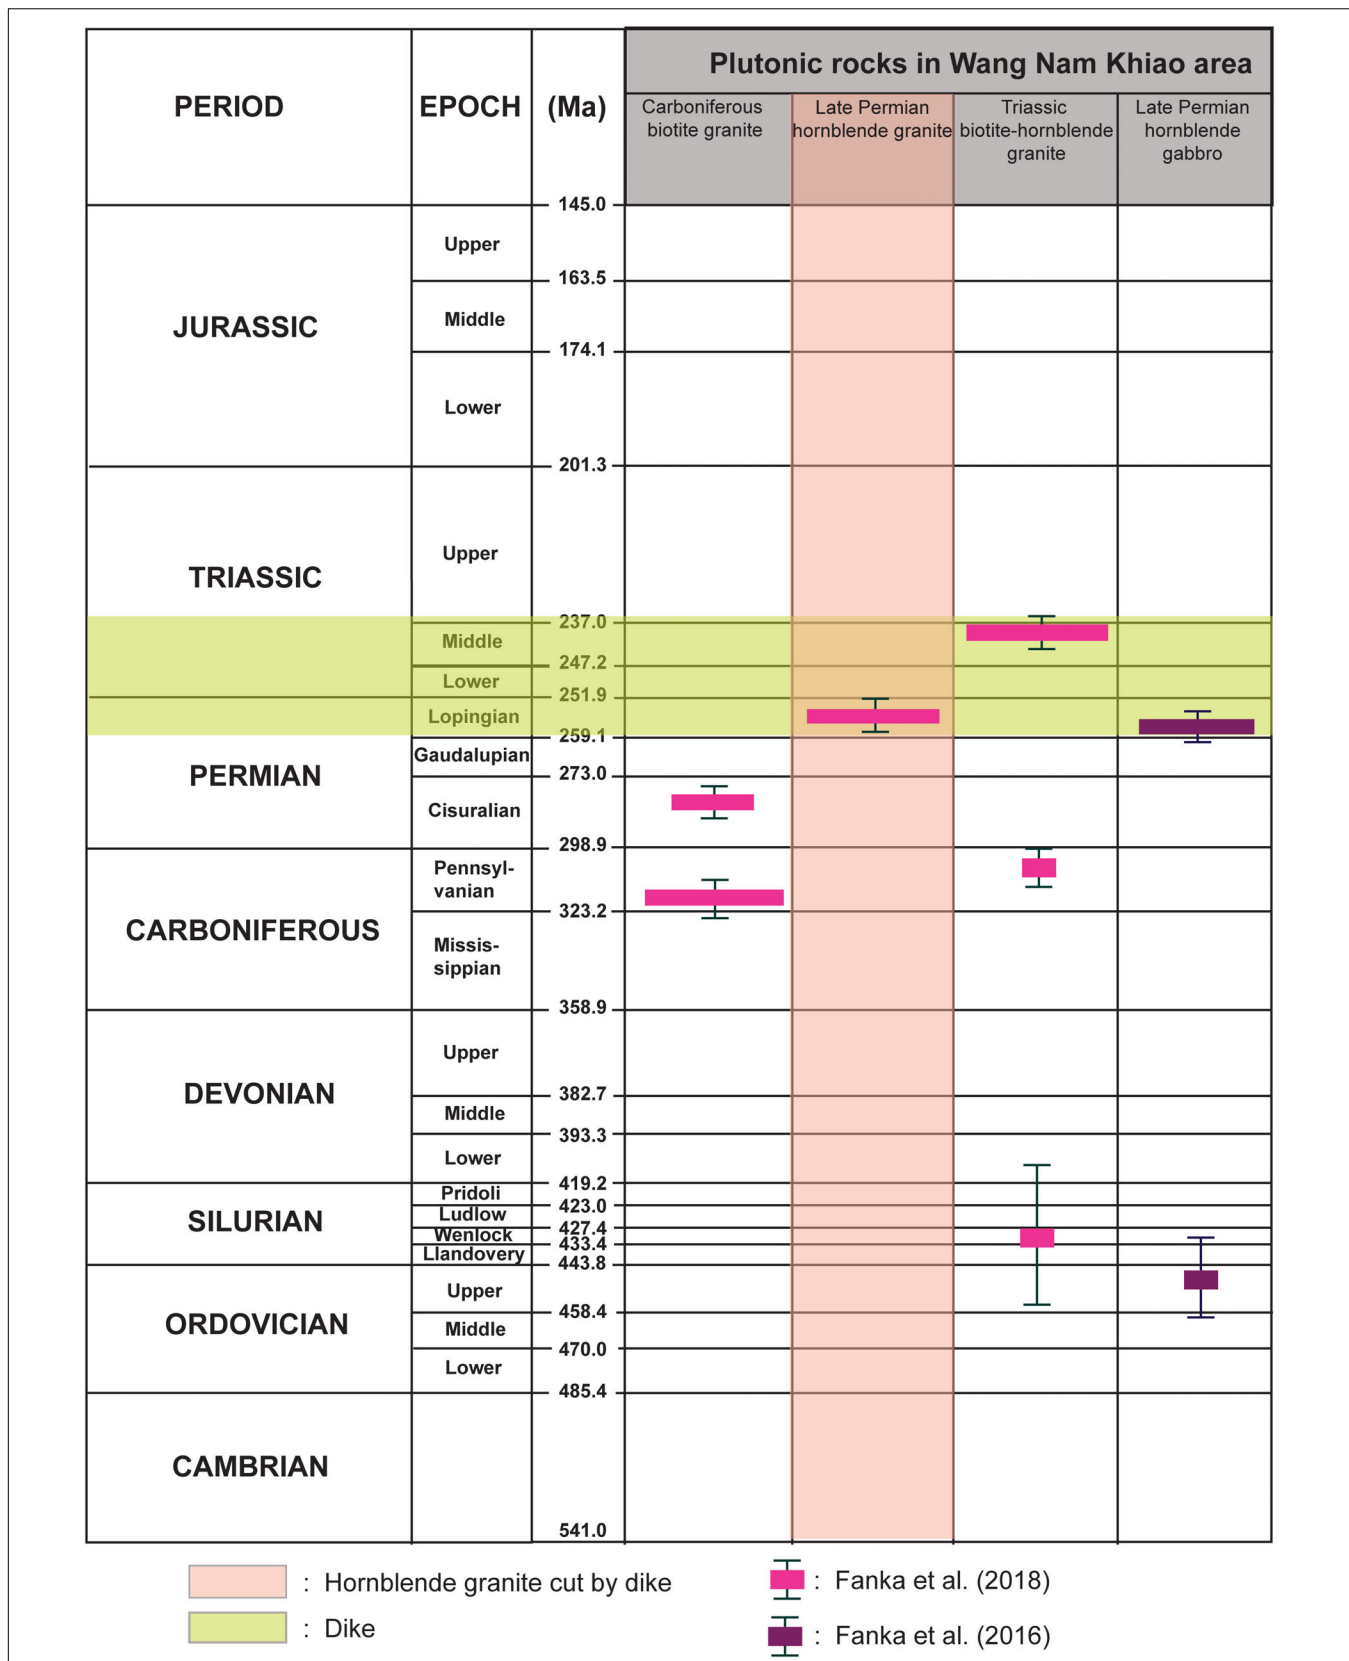 Plutonic rocks in Wang Nam Khiao area
PERIOD
EPOCH
(Ma)
Carboniferous
biotite granite
Late Permian
hornblende granite
Triassic
biotite-hornblende
granite
Late Permian
hornblende
gabbro
145.0
JURASSIC
Upper
163.5
Middle
174.1
Lower
201.3
TRIASSIC
Upper
237.0
Middle
247.2
Lower
251.9
PERMIAN
Lopingian
259.1
Gaudalupian
273.0
Cisuralian
298.9
CARBONIFEROUS
Pennsyl-
vanian
323.2
Missis-
sippian
358.9
DEVONIAN
Upper
382.7
Middle
393.3
Lower
419.2
SILURIAN
Pridoli
423.0
Ludlow
427.4
Wenlock
433.4
Llandovery
443.8
ORDOVICIAN
Upper
458.4
Middle
470.0
Lower
485.4
CAMBRIAN
541.0
: Hornblende granite cut by dike
: Dike
: Fanka et al. (2018)
: Fanka et al. (2016)